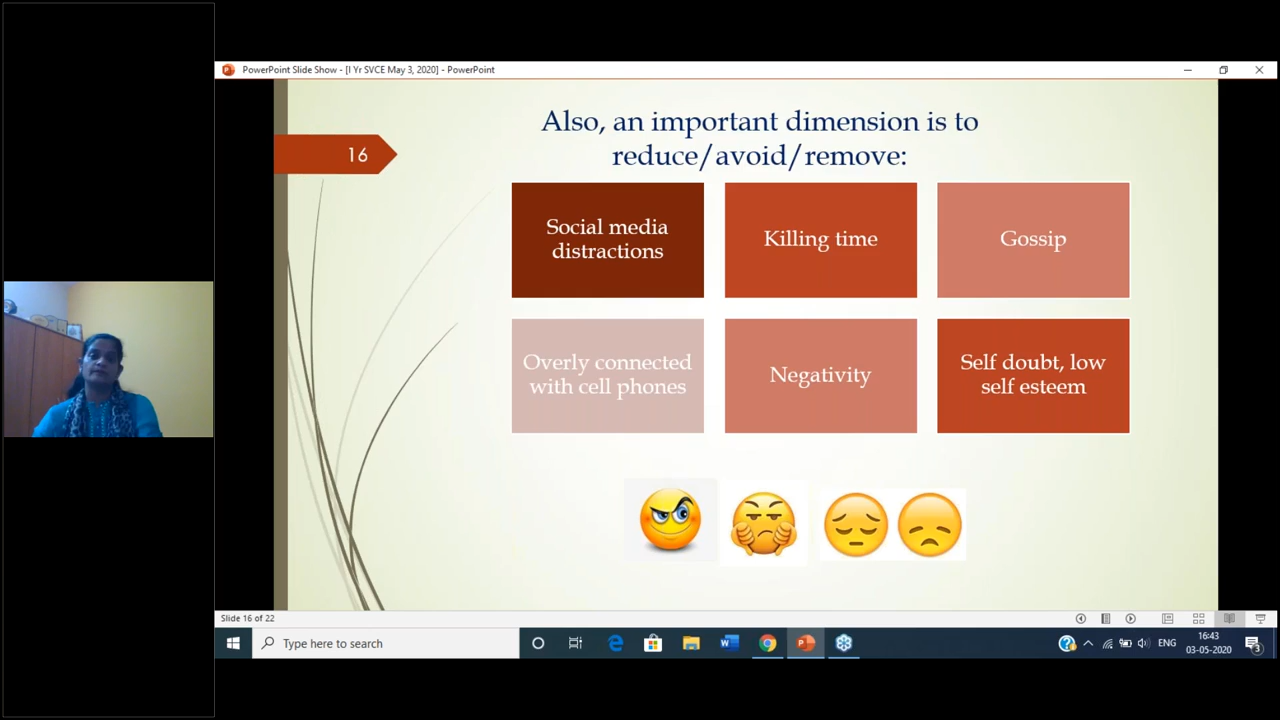 PowerPoint Slide Show - [I Yr SVCE May 3, 2020] - PowerPoint
16
Also, an important dimension is to
reduce/avoid/remove:
Social media
distractions
Killing time
Gossip
Overly connected
with cell phones
Negativity
Self doubt, low
self esteem
Slide 16 of 22
Type here to search
ENG
16:43
03-05-2020
3